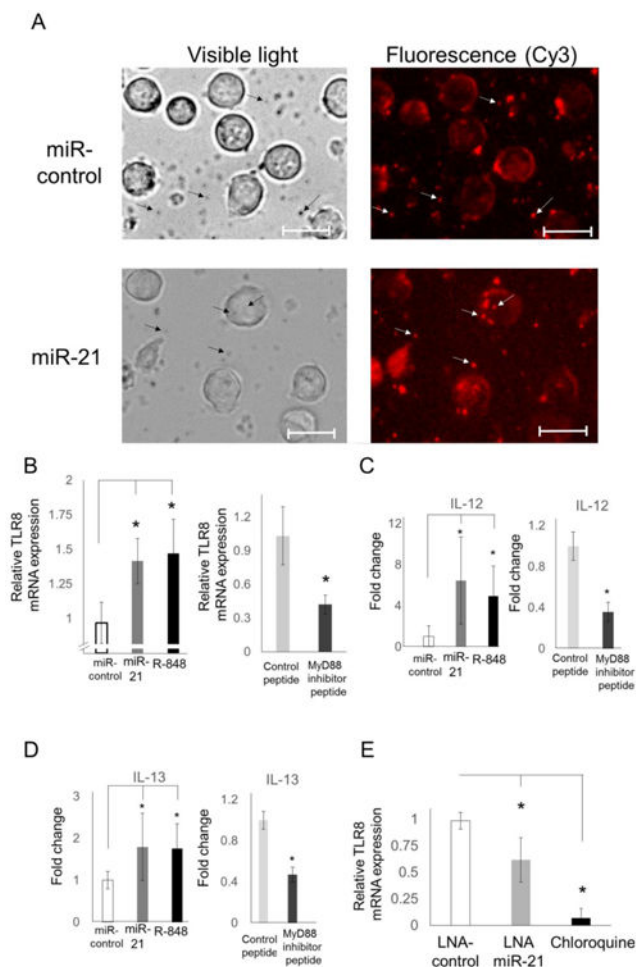 A
Visible light
Fluorescence (Cy3)
miR-
control
miR-21
B
Relative TLR8
mRNA expression
2
1.75
1.5
1.25
1
*
*
miR-
control
miR-
21
R-848
Relative TLR8
mRNA expression
1.5
1.2
0.9
0.6
0.3
0
*
Control
peptide
MyD88
inhibitor
peptide
C
IL-12
Fold change
12
8
4
0
*
*
miR-
control
miR-
21
R-848
IL-12
Fold change
1.2
0.8
0.4
0
*
Control
peptide
MyD88
inhibitor
peptide
D
IL-13
Fold change
3
2
1
0
*
*
miR-
control
miR-
21
R-848
IL-13
Fold change
1.2
0.8
0.4
0
*
Control
peptide
MyD88
inhibitor
peptide
E
Relative TLR8
mRNA expression
1
0.75
0.5
0.25
0
*
*
LNA-
control
LNA
miR-21
Chloroquine